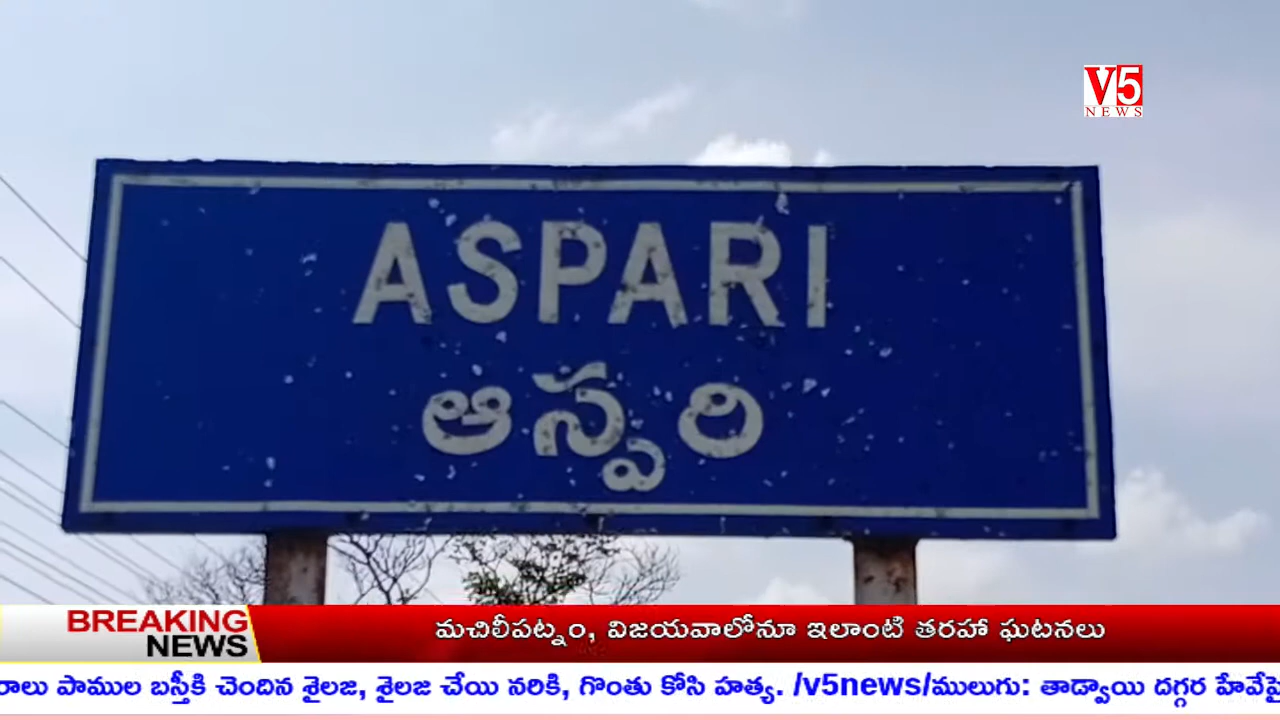 V5
NEWS
ASPARI
ఆస్పరి
BREAKING
NEWS
మచిలీపట్నం, విజయవాలోనూ ఇలాంటి తరహా ఘటనలు
రాలు పాముల బస్తీకి చెందిన శైలజ, శైలజ చేయి నరికి, గొంతు కోసి హత్య. /v5news/ములుగు: తాడ్వాయి దగ్గర హేవేపై